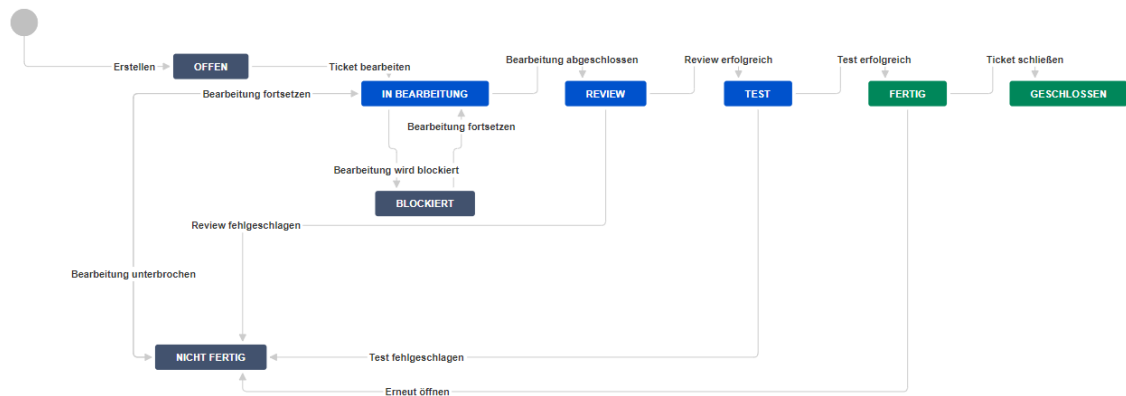 Erstellen
OFFEN
Ticket bearbeiten
Bearbeitung abgeschlossen
Review erfolgreich
Test erfolgreich
Ticket schließen
Bearbeitung fortsetzen
IN BEARBEITUNG
REVIEW
TEST
FERTIG
GESCHLOSSEN
Bearbeitung fortsetzen
Bearbeitung wird blockiert
BLOCKIERT
Review fehlgeschlagen
Bearbeitung unterbrochen
NICHT FERTIG
Test fehlgeschlagen
Erneut öffnen